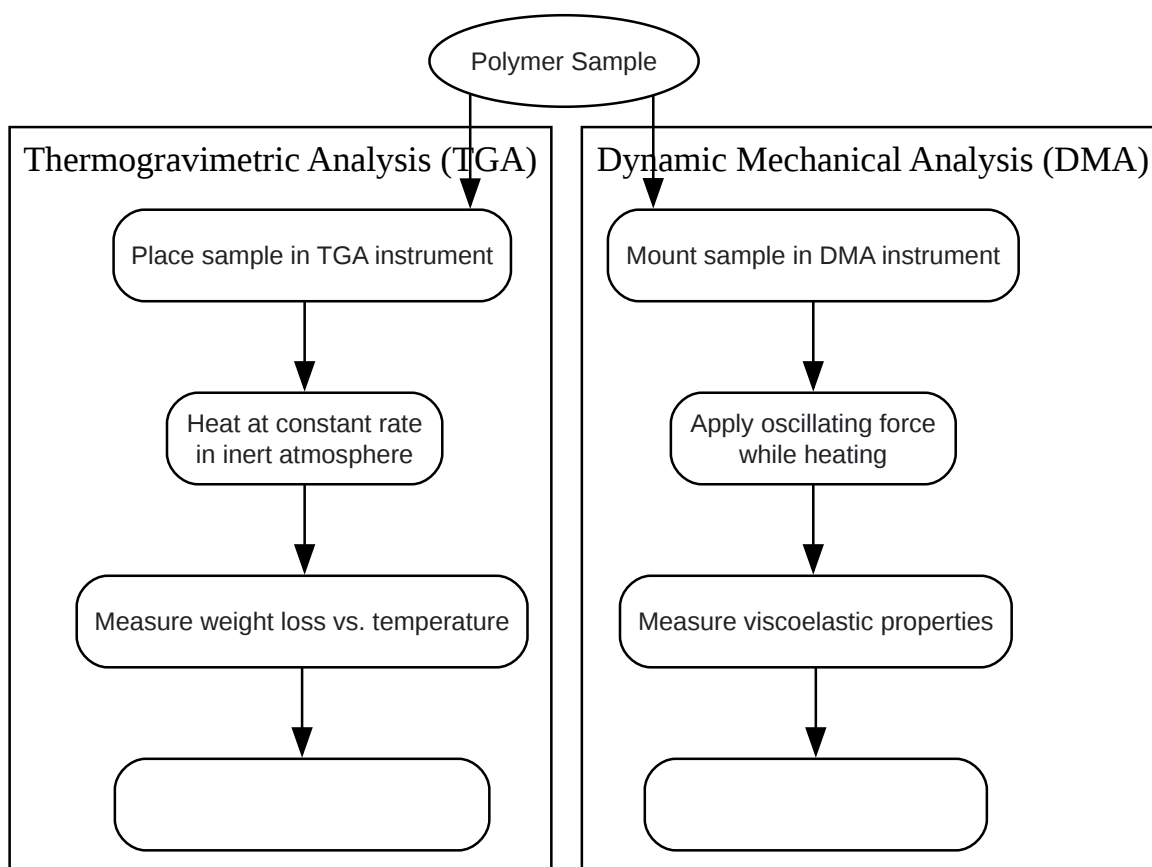 Polymer Sample
Thermogravimetric Analysis (TGA)
Place sample in TGA instrument
Heat at constant rate
in inert atmosphere
Measure weight loss vs. temperature
Dynamic Mechanical Analysis (DMA)
Mount sample in DMA instrument
Apply oscillating force
while heating
Measure viscoelastic properties